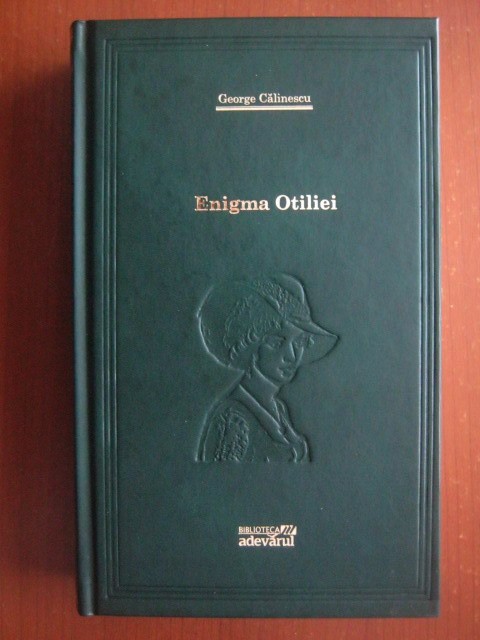 George Călinescu
Enigma Otiliei
BIBLIOTECA
adevărul